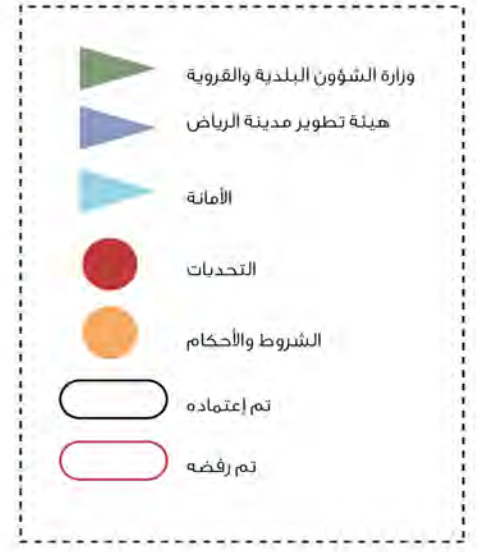 وزارة الشؤون البلدية والقروية
هيئة تطوير مدينة الرياض
الأمانة
التحديات
الشروط والأحكام
تم إعتماده
تم رفضه